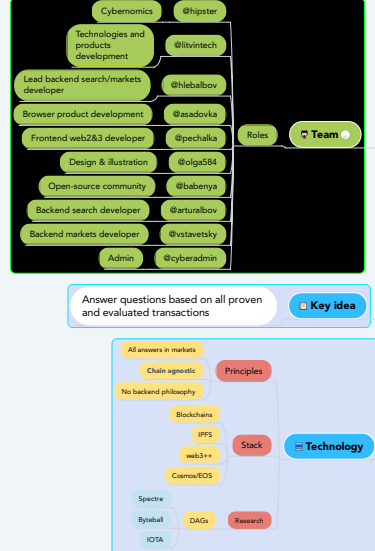 Cybernomics @hipster
Technologies and
products
development
@litvintech
Lead backend search/markets
developer
@hlebalbov
Browser product development @asadovka
Frontend web2&3 developer @pechalka
Roles
Team
Design & illustration @olga584
Open-source community @babenya
Backend search developer @arturalbov
Backend markets developer @vstavetsky
Admin @cyberadmin
Answer questions based on all proven
and evaluated transactions
Key idea
All answers in markets
Chain agnostic
No backend philosophy
Principles
Blockchains
IPFS
web3++
Cosmos/EOS
Stack
Technology
Spectre
Byteball
IOTA
DAGs
Research